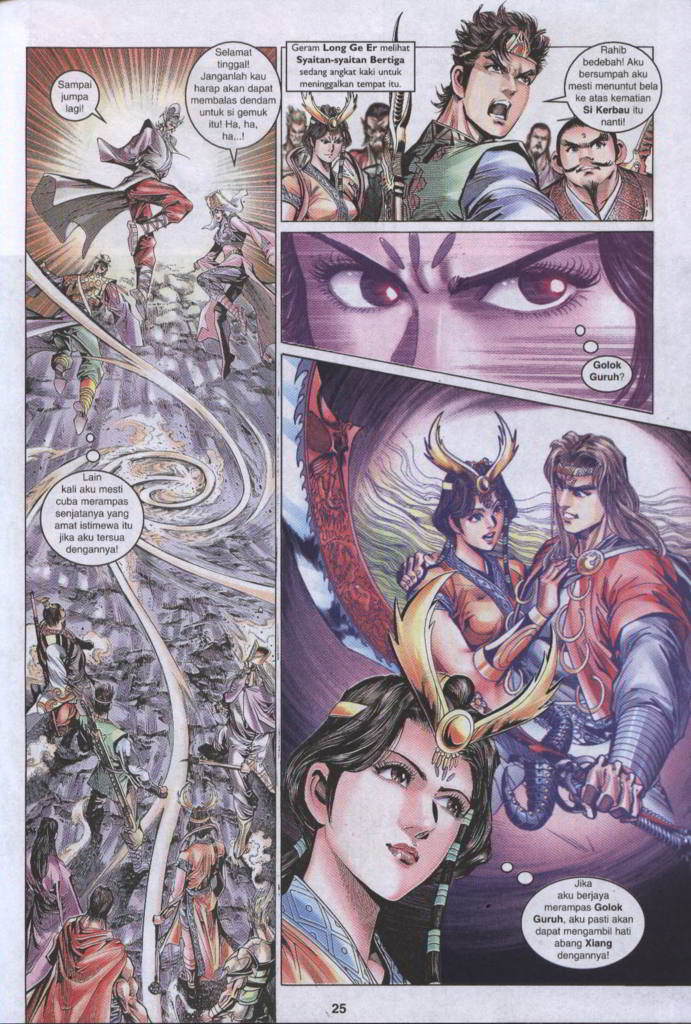 Sampai
jumpa
lagi!
Selamat
tinggal!
Janganlah kau
harap akan dapat
membalas dendam
untuk si gemuk
itu! Ha, ha,
ha...!
Lain
kali aku mesti
cuba merampas
senjatanya yang
amat istimewa itu
jika aku tersua
dengannya!
Geram Long Ge Er melihat
Syaitan-syaitan Bertiga
sedang angkat kaki untuk
meninggalkan tempat itu.
Rahib
bedebah! Aku
bersumpah aku
mesti menuntut bela
ke atas kematian
Si Kerbau itu
nanti!
Golok
Guruh?
Jika
aku berjaya
merampas Golok
Guruh, aku pasti akan
dapat mengambil hati
abang Xiang
dengannya!
25